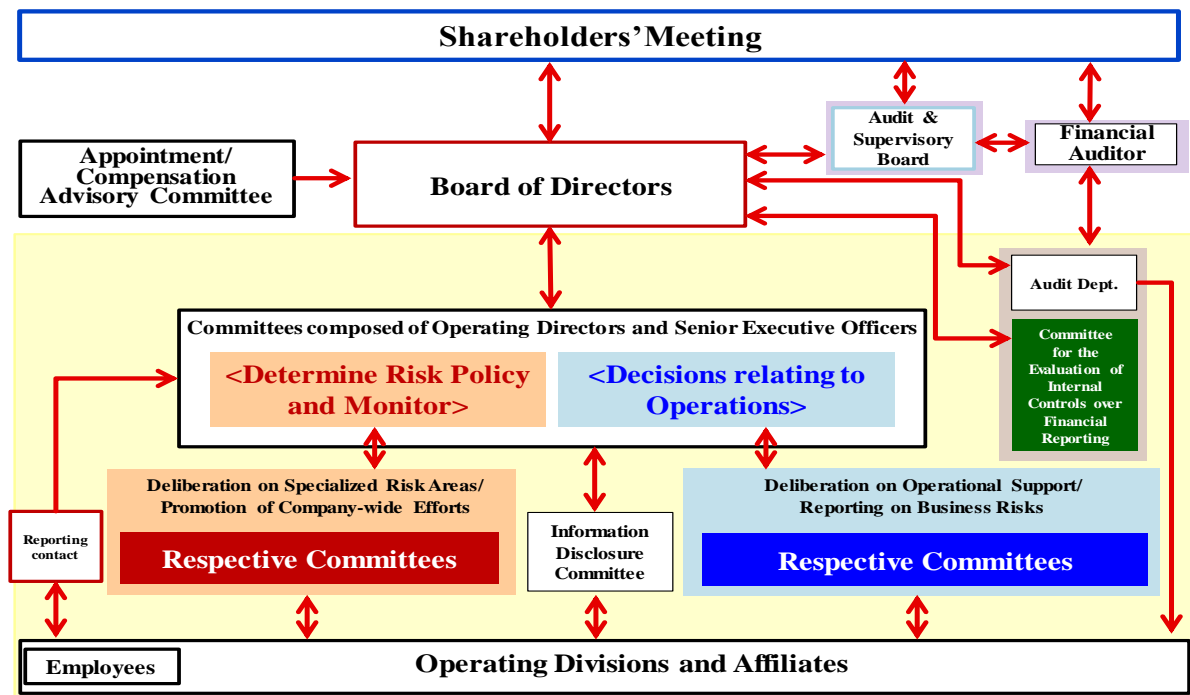 Shareholders’Meeting
Audit &
Supervisory
Board
Financial
Auditor
Appointment/
Compensation
Advisory Committee
Board of Directors
Audit Dept.
Committees composed of Operating Directors and Senior Executive Officers
<Determine Risk Policy
and Monitor>
<Decisions relating to
Operations>
Committee
for the
Evaluation of
Internal
Controls over
Financial
Reporting
Deliberation on Specialized Risk Areas/
Promotion of Company-wide Efforts
Respective Committees
Deliberation on Operational Support/
Reporting on Business Risks
Respective Committees
Reporting
contact
Information
Disclosure
Committee
Employees
Operating Divisions and Affiliates